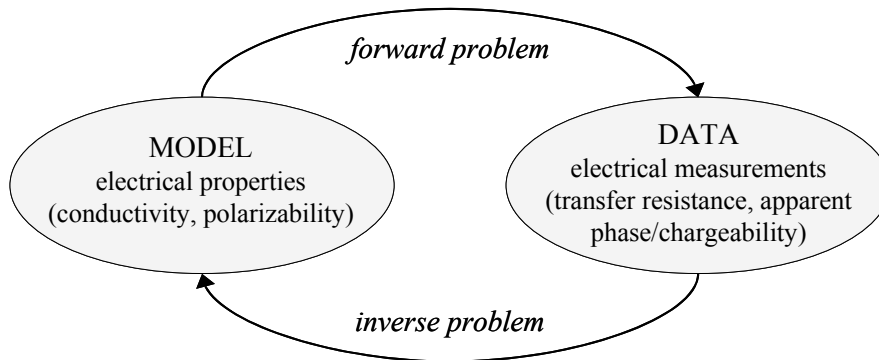 forward problem
MODEL
electrical properties
(conductivity, polarizability)
DATA
electrical measurements
(transfer resistance, apparent
phase/chargeability)
inverse problem